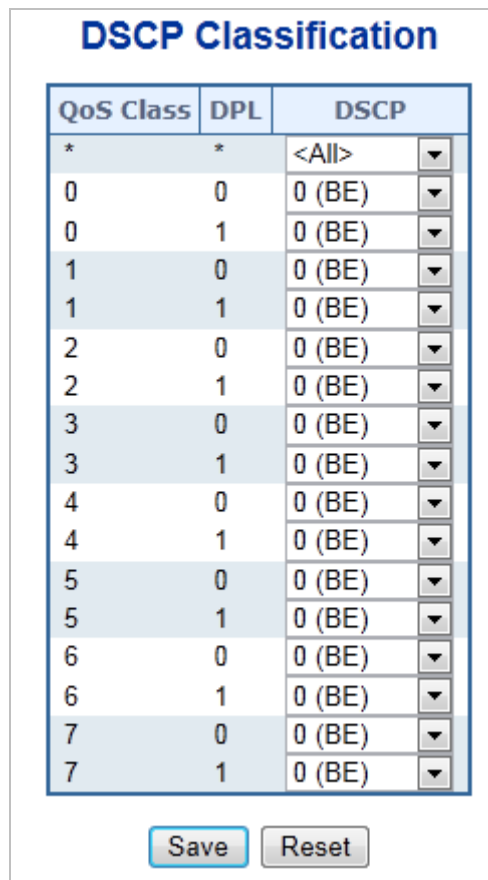 DSCP Classification
QoS Class DPL DSCP
* * <All>
0 0 0 (BE)
0 1 0 (BE)
1 0 0 (BE)
1 1 0 (BE)
2 0 0 (BE)
2 1 0 (BE)
3 0 0 (BE)
3 1 0 (BE)
4 0 0 (BE)
4 1 0 (BE)
5 0 0 (BE)
5 1 0 (BE)
6 0 0 (BE)
6 1 0 (BE)
7 0 0 (BE)
7 1 0 (BE)
Save Reset